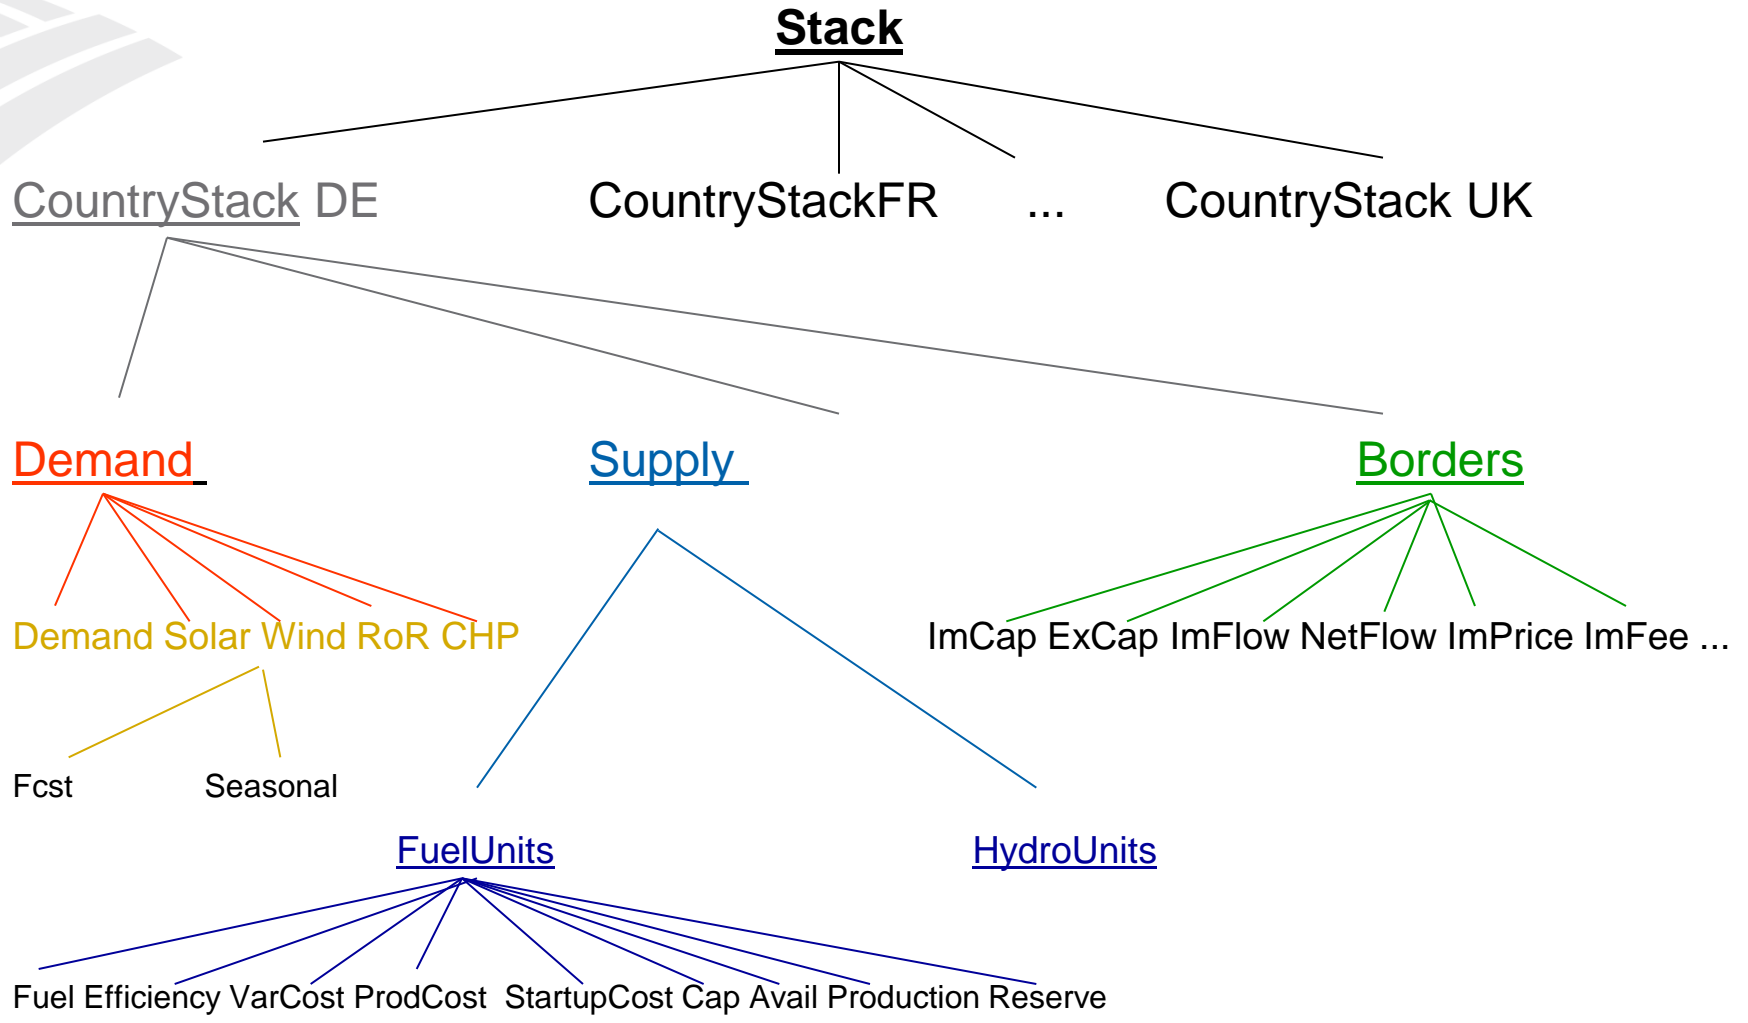 Stack
CountryStack DE CountryStackFR ... CountryStack UK
Demand Supply Borders
Demand Solar Wind RoR CHP ImCap ExCap ImFlow NetFlow ImPrice ImFee ...
Fcst Seasonal
FuelUnits HydroUnits
Fuel Efficiency VarCost ProdCost StartupCost Cap Avail Production Reserve